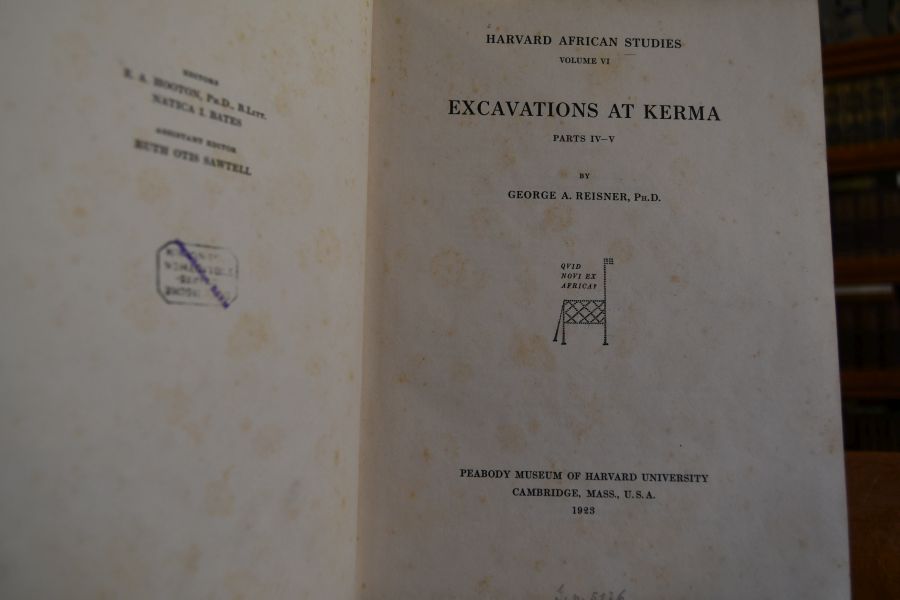 EDITORS
E. A. HOOTON, PH.D., B.LITT.
NATICA I. BATES
ASSISTANT EDITOR
RUTH OTIS SAWTELL
HARVARD AFRICAN STUDIES
VOLUME VI
EXCAVATIONS AT KERMA
PARTS IV–V
BY
GEORGE A. REISNER, PH.D.
QVID
NOVI EX
AFRICA?
PEABODY MUSEUM OF HARVARD UNIVERSITY
CAMBRIDGE, MASS., U.S.A.
1923